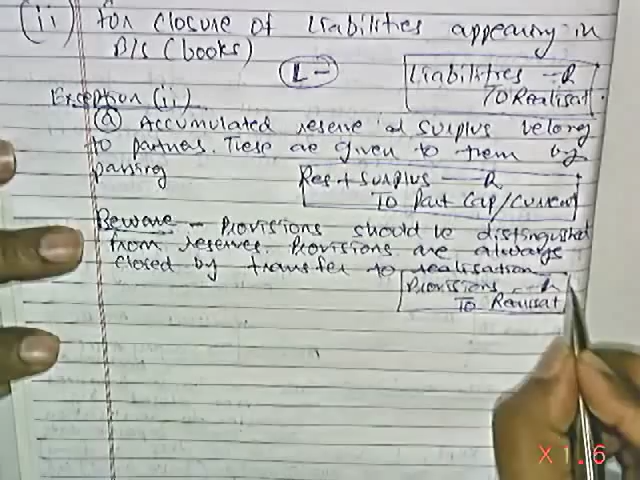 (ii) For closure of Liabilities appearing in
B/S (books)
L -
Liabilities - Dr
To Realisat.
Exception (ii)
(a) Accumulated reserve and surplus belong
to partners. These are given to them by
passing
Res + Surplus - Dr
To Part Cap/Current
Beware - Provisions should be distinguished
from reserves Provisions are always
closed by transfer to realisation
Provisions - Dr
To Realisat
X1.6